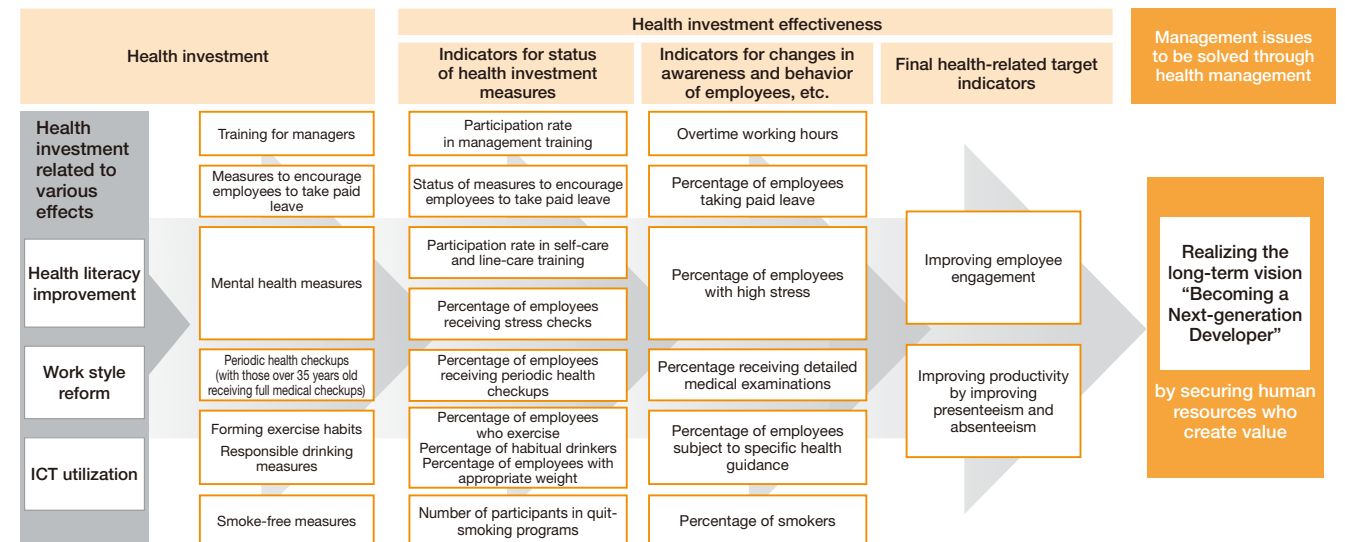 Health investment
Health investment effectiveness
Indicators for status
of health investment
measures
Indicators for changes in
awareness and behavior
of employees, etc.
Final health-related target
indicators
Management issues
to be solved through
health management
Health
investment
related to
various
effects
Health literacy
improvement
Work style
reform
ICT utilization
Training for managers
Measures to encourage
employees to take paid
leave
Mental health measures
Periodic health checkups
(with those over 35 years old
receiving full medical checkups)
Forming exercise habits
Responsible drinking
measures
Smoke-free measures
Participation rate
in management training
Status of measures to encourage
employees to take paid leave
Participation rate in self-care
and line-care training
Percentage of employees
receiving stress checks
Percentage of employees
receiving periodic health
checkups
Percentage of employees
who exercise
Percentage of habitual drinkers
Percentage of employees with
appropriate weight
Number of participants in quit-
smoking programs
Overtime working hours
Percentage of employees
taking paid leave
Percentage of employees
with high stress
Percentage receiving detailed
medical examinations
Percentage of employees
subject to specific health
guidance
Percentage of smokers
Improving employee
engagement
Improving productivity
by improving
presenteeism and
absenteeism
Realizing the
long-term vision
“Becoming a
Next-generation
Developer”
by securing human
resources who
create value